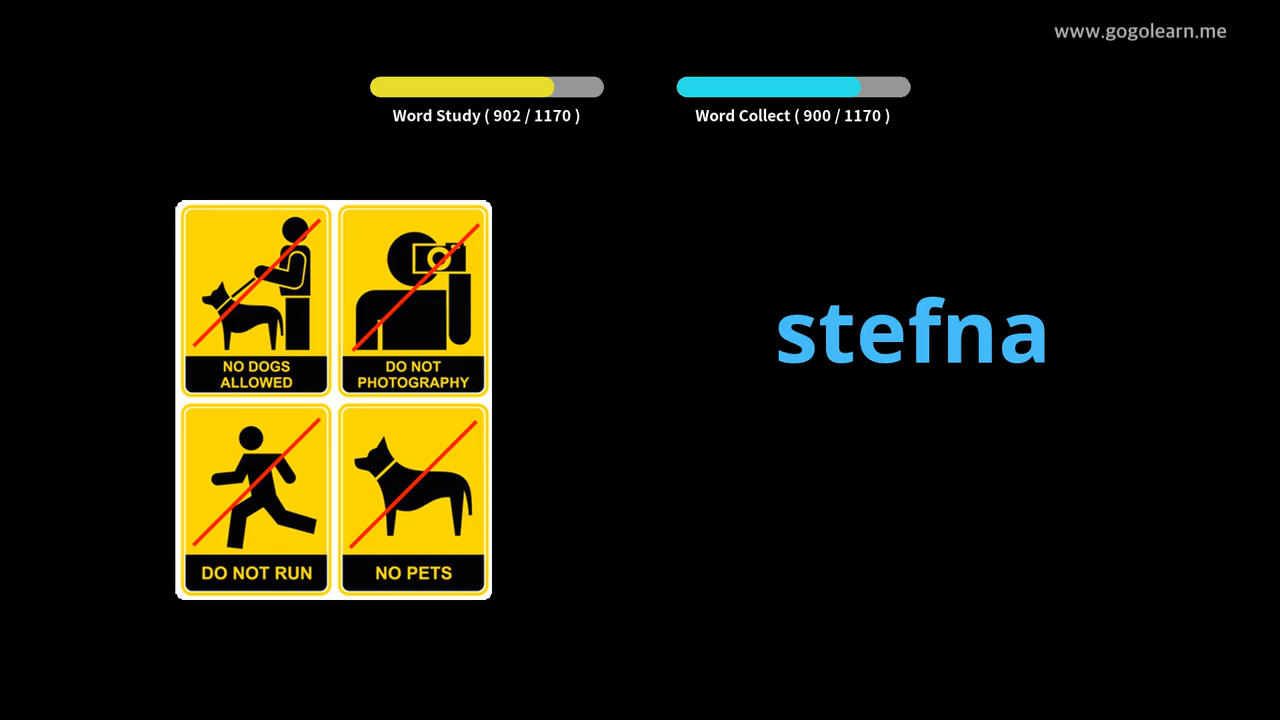 www.gogolearn.me
Word Study ( 902 / 1170 )
Word Collect ( 900 / 1170 )
NO DOGS
ALLOWED
DO NOT
PHOTOGRAPHY
stefna
DO NOT RUN
NO PETS